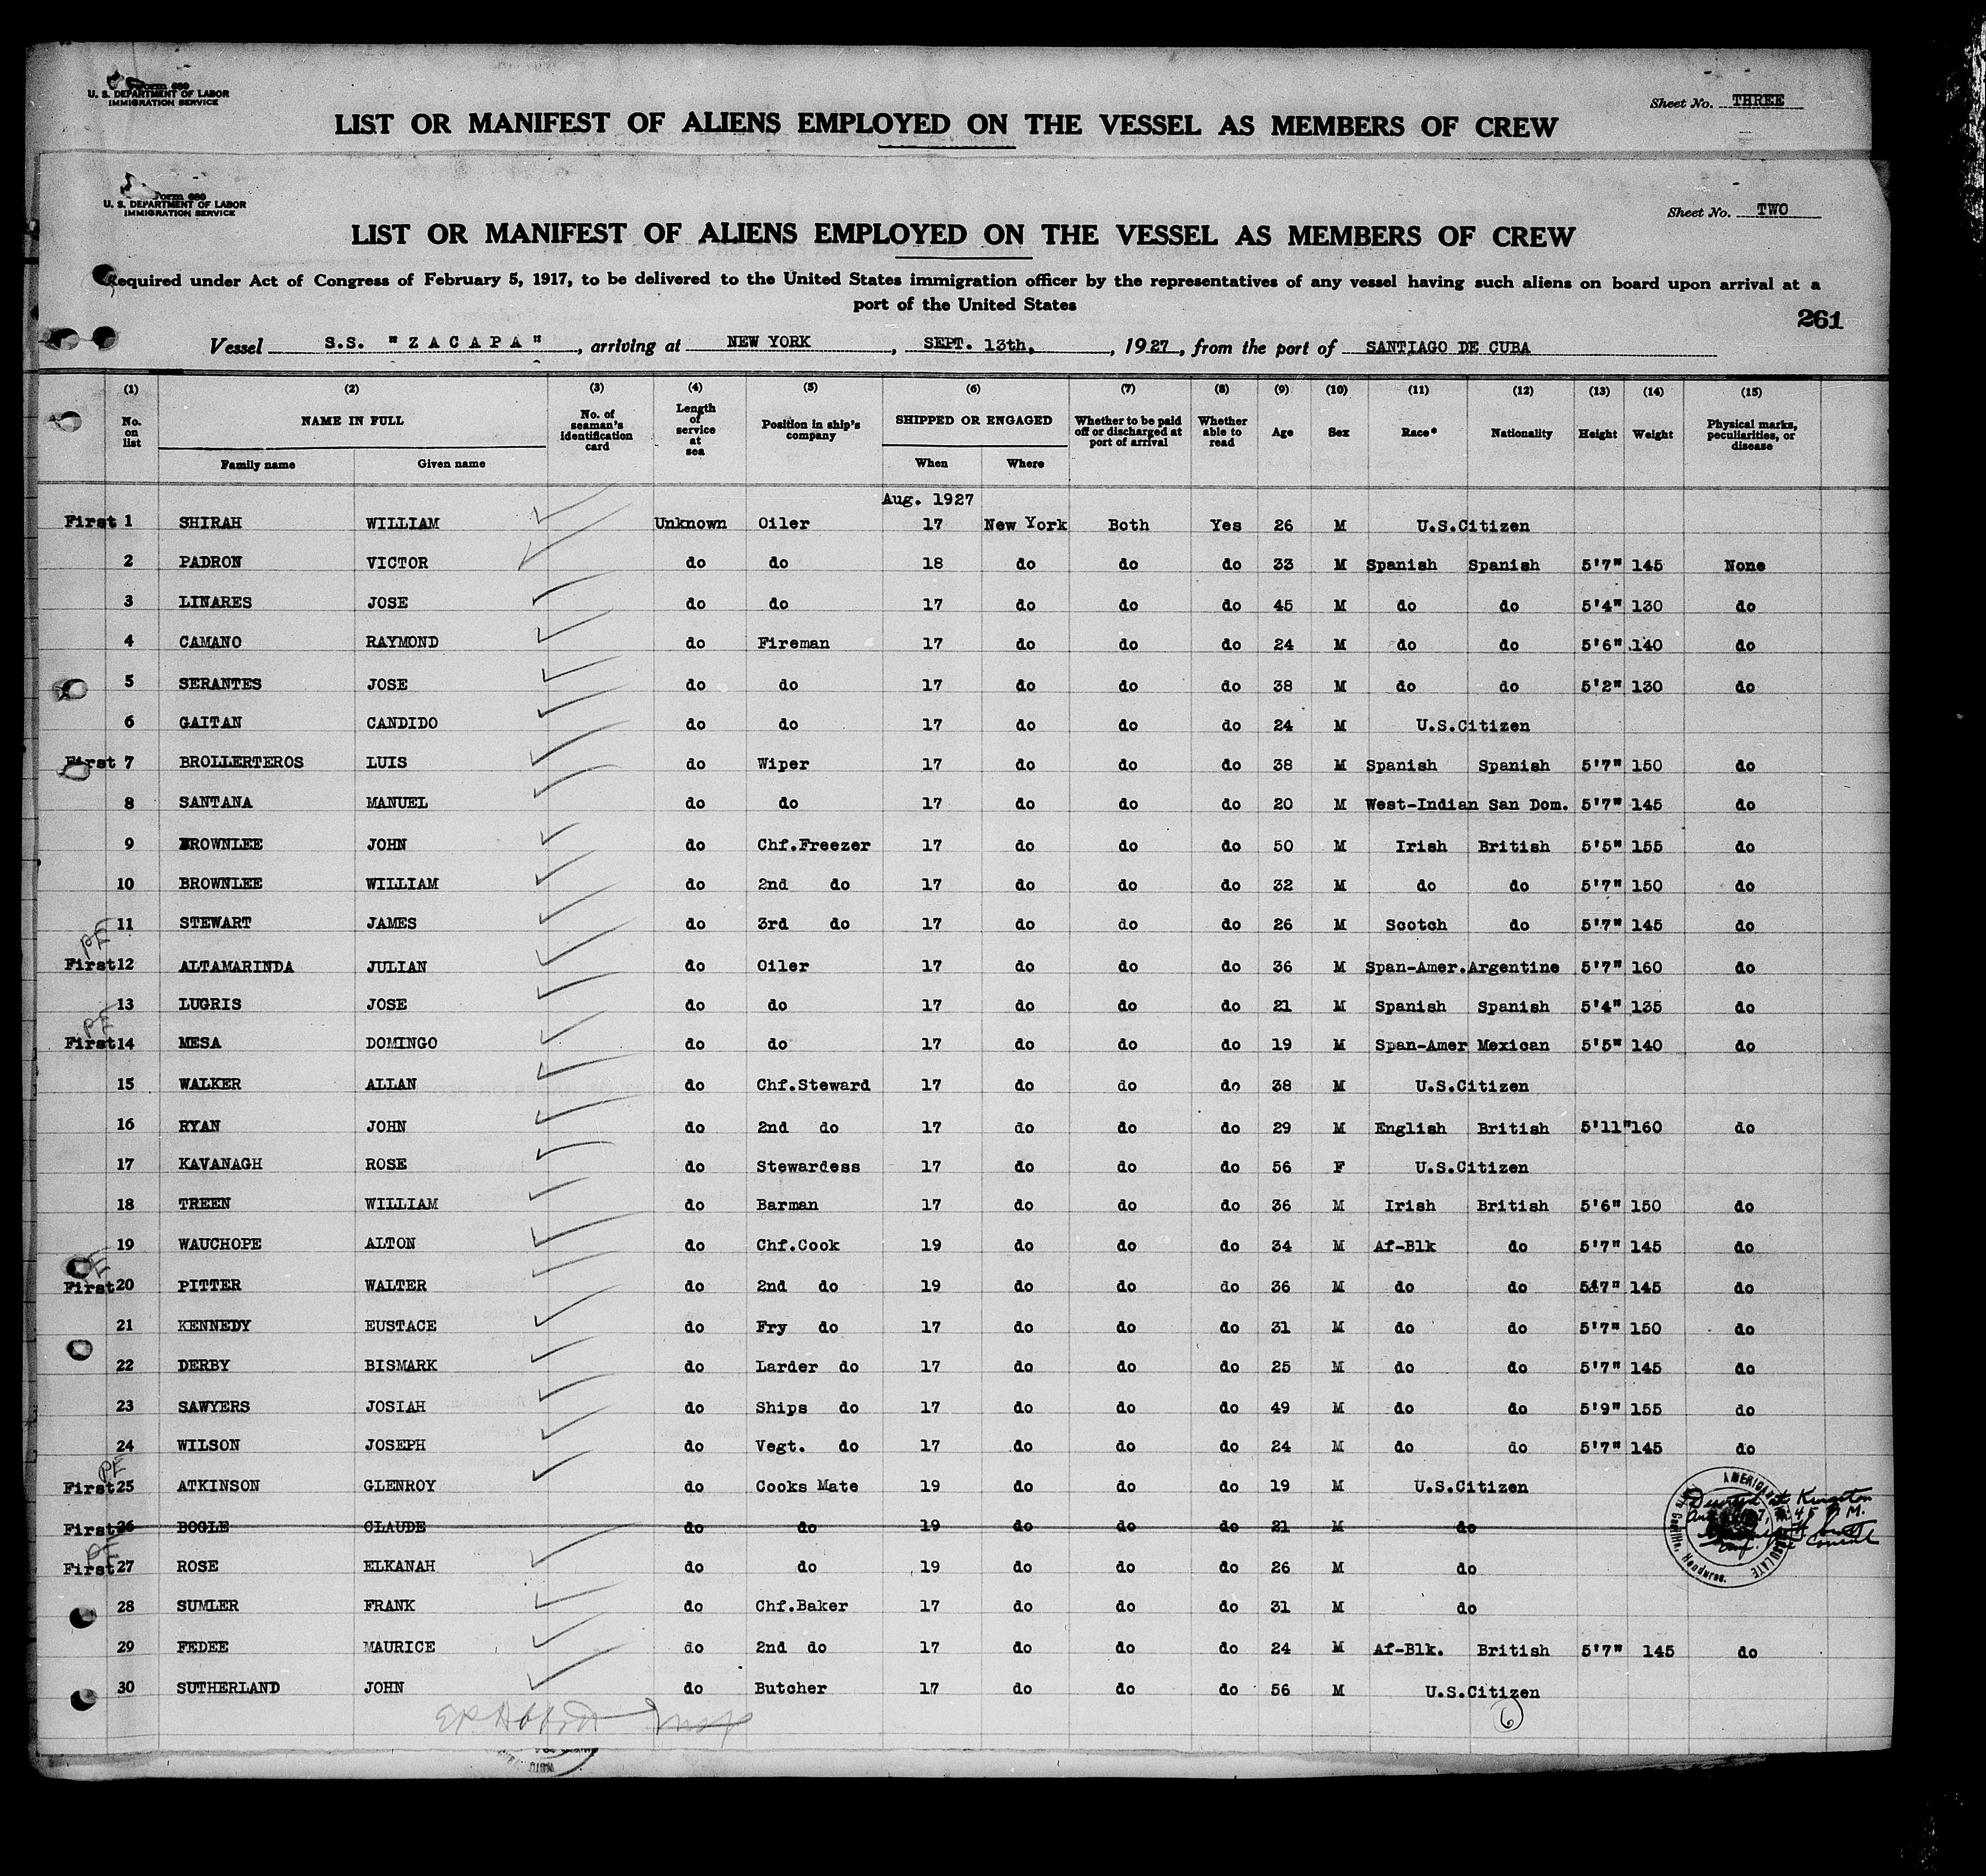 Form 680
U. S. DEPARTMENT OF LABOR
IMMIGRATION SERVICE
Sheet No. THREE
LIST OR MANIFEST OF ALIENS EMPLOYED ON THE VESSEL AS MEMBERS OF CREW
Form 680
U. S. DEPARTMENT OF LABOR
IMMIGRATION SERVICE
Sheet No. TWO
LIST OR MANIFEST OF ALIENS EMPLOYED ON THE VESSEL AS MEMBERS OF CREW
Required under Act of Congress of February 5, 1917, to be delivered to the United States immigration officer by the representatives of any vessel having such aliens on board upon arrival at a
port of the United States
261
Vessel S.S. "ZACAPA", arriving at NEW YORK, SEPT. 13th, 1927, from the port of SANTIAGO DE CUBA
(1) (2) (3) (4) (5) (6) (7) (8) (9) (10) (11) (12) (13) (14) (15)
No. on list NAME IN FULL No. of seaman's identification card Length of service at sea Position in ship's company SHIPPED OR ENGAGED Whether to be paid off or discharged at port of arrival Whether able to read Age Sex Race* Nationality Height Weight Physical marks, peculiarities, or disease
Family name Given name When Where
Aug. 1927
First 1 SHIRAH WILLIAM Unknown Oiler 17 New York Both Yes 26 M U.S.Citizen
2 PADRON VICTOR do do 18 do do do 33 M Spanish Spanish 5'7" 145 None
3 LINARES JOSE do do 17 do do do 45 M do do 5'4" 130 do
4 CAMANO RAYMOND do Fireman 17 do do do 24 M do do 5'6" 140 do
5 SERANTES JOSE do do 17 do do do 38 M do do 5'2" 130 do
6 GAITAN CANDIDO do do 17 do do do 24 M U.S.Citizen
First 7 BROLLERTEROS LUIS do Wiper 17 do do do 38 M Spanish Spanish 5'7" 150 do
8 SANTANA MANUEL do do 17 do do do 20 M West-Indian San Dom. 5'7" 145 do
9 BROWNLEE JOHN do Chf.Freezer 17 do do do 50 M Irish British 5'5" 155 do
10 BROWNLEE WILLIAM do 2nd do 17 do do do 32 M do do 5'7" 150 do
11 STEWART JAMES do 3rd do 17 do do do 26 M Scotch do 5'7" 145 do
PE
First 12 ALTAMARINDA JULIAN do Oiler 17 do do do 36 M Span-Amer. Argentine 5'7" 160 do
13 LUGRIS JOSE do do 17 do do do 21 M Spanish Spanish 5'4" 135 do
PE
First 14 MESA DOMINGO do do 17 do do do 19 M Span-Amer Mexican 5'5" 140 do
15 WALKER ALLAN do Chf.Steward 17 do do do 38 M U.S.Citizen
16 RYAN JOHN do 2nd do 17 do do do 29 M English British 5'11" 160 do
17 KAVANAGH ROSE do Stewardess 17 do do do 56 F U.S.Citizen
18 TREEN WILLIAM do Barman 17 do do do 36 M Irish British 5'6" 150 do
19 WAUCHOPE ALTON do Chf.Cook 19 do do do 34 M Af-Blk do 5'7" 145 do
PE
First 20 PITTER WALTER do 2nd do 19 do do do 36 M do do 5'7" 145 do
21 KENNEDY EUSTACE do Fry do 17 do do do 31 M do do 5'7" 150 do
22 DERBY BISMARK do Larder do 17 do do do 25 M do do 5'7" 145 do
23 SAWYERS JOSIAH do Ships do 17 do do do 49 M do do 5'9" 155 do
24 WILSON JOSEPH do Vegt. do 17 do do do 24 M do do 5'7" 145 do
PE
First 25 ATKINSON GLENROY do Cooks Mate 19 do do do 19 M U.S.Citizen
First 26 BOGLE CLAUDE do do 19 do do do 21 M do
Deserted at Kingston
Consul
AMERICAN CONSULATE
Honduras.
PE
First 27 ROSE ELKANAH do do 19 do do do 26 M do
28 SUMLER FRANK do Chf.Baker 17 do do do 31 M do
29 FEDEE MAURICE do 2nd do 17 do do do 24 M Af-Blk. British 5'7" 145 do
30 SUTHERLAND JOHN do Butcher 17 do do do 56 M U.S.Citizen
6